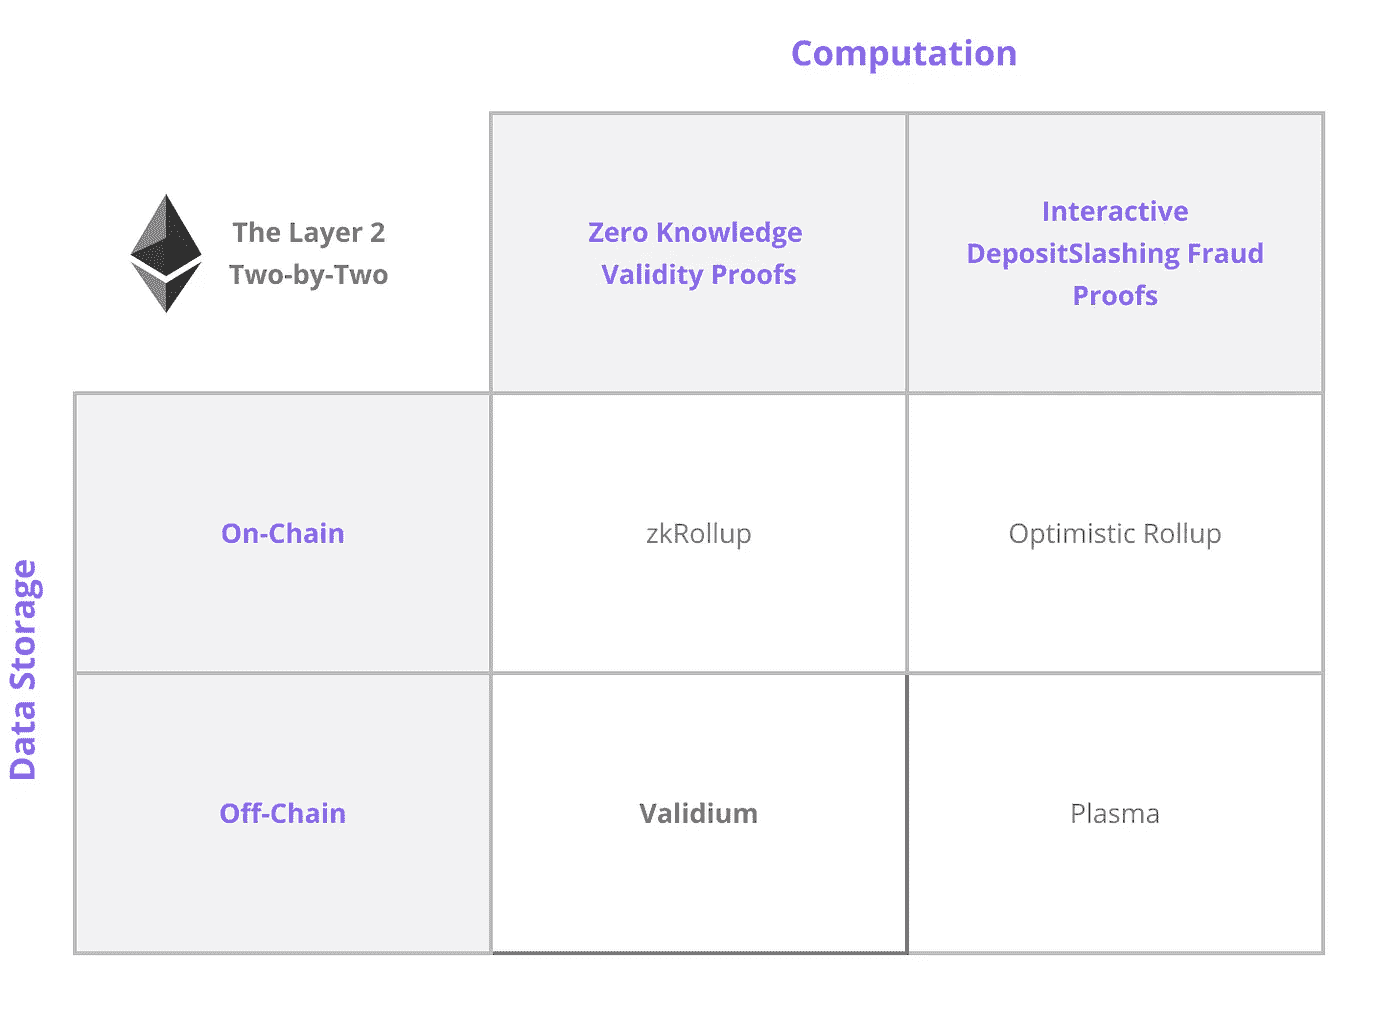 Computation
The Layer 2
Two-by-Two
Zero Knowledge
Validity Proofs
Interactive
DepositSlashing Fraud
Proofs
Data Storage
On-Chain
zkRollup
Optimistic Rollup
Off-Chain
Validium
Plasma